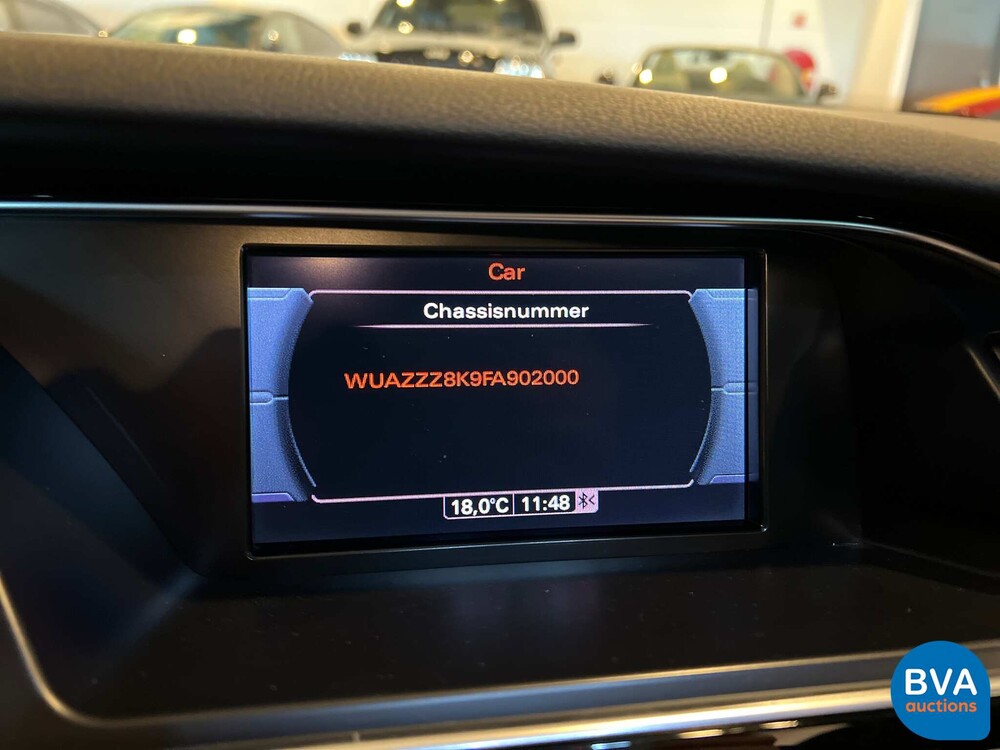 Car
Chassisnummer
WUAZZZ8K9FA902000
18,0°C 11:48
BVA
auctions